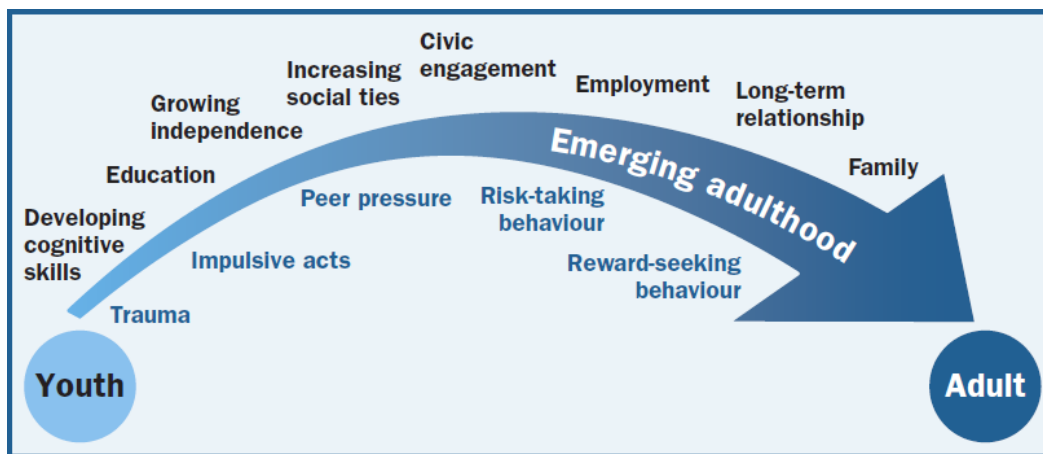 Developing
cognitive
skills
Education
Growing
independence
Increasing
social ties
Civic
engagement
Employment
Long-term
relationship
Family
Emerging adulthood
Trauma
Impulsive acts
Peer pressure
Risk-taking
behaviour
Reward-seeking
behaviour
Youth
Adult